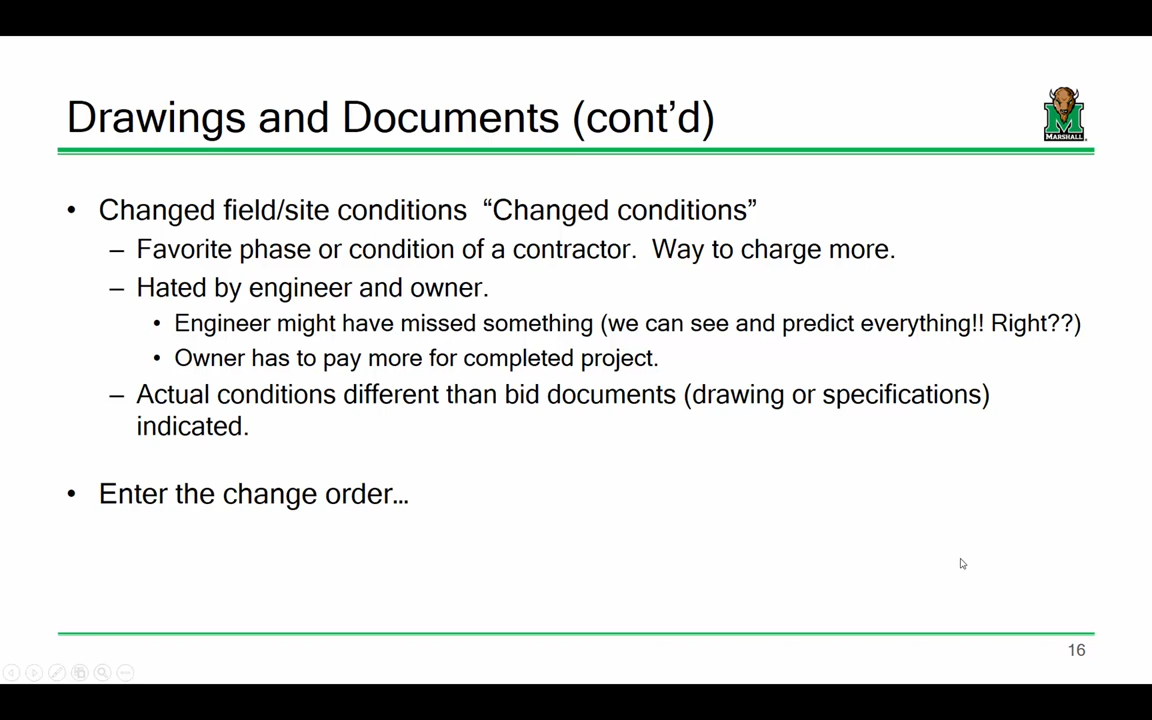 Drawings and Documents (cont’d)
MARSHALL
• Changed field/site conditions “Changed conditions”
– Favorite phase or condition of a contractor. Way to charge more.
– Hated by engineer and owner.
• Engineer might have missed something (we can see and predict everything!! Right??)
• Owner has to pay more for completed project.
– Actual conditions different than bid documents (drawing or specifications)
indicated.
• Enter the change order...
16